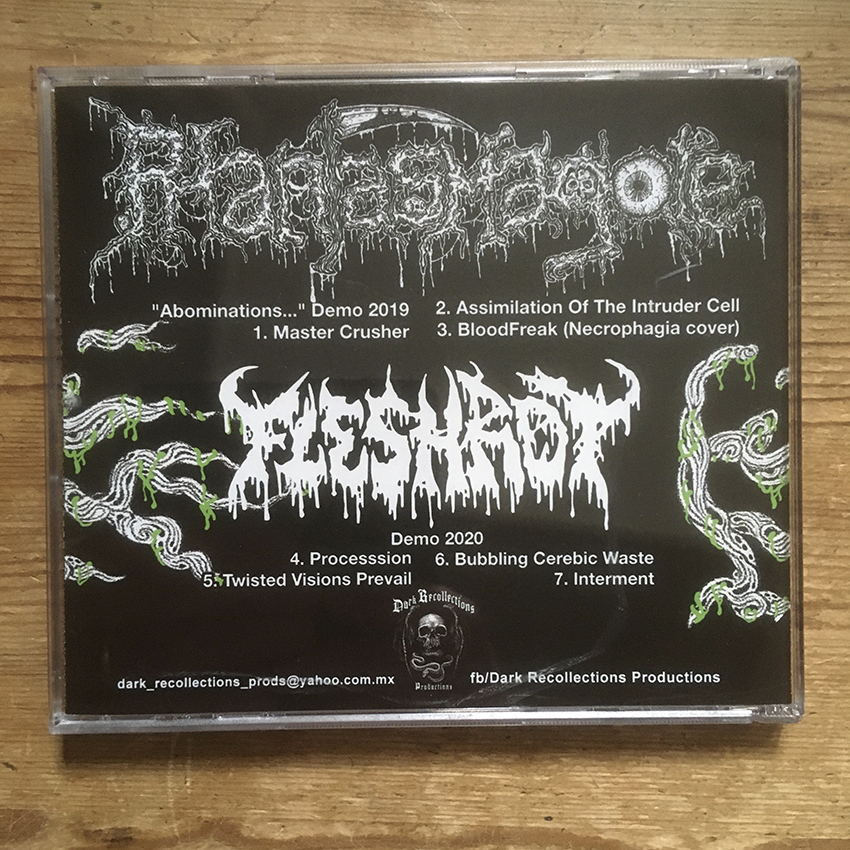 Phantasmagore
"Abominations..." Demo 2019
1. Master Crusher
2. Assimilation Of The Intruder Cell
3. BloodFreak (Necrophagia cover)
FLESHROT
Demo 2020
4. Processsion
5. Twisted Visions Prevail
6. Bubbling Cerebic Waste
7. Interment
Dark Recollections
Productions
dark_recollections_prods@yahoo.com.mx
fb/Dark Recollections Productions